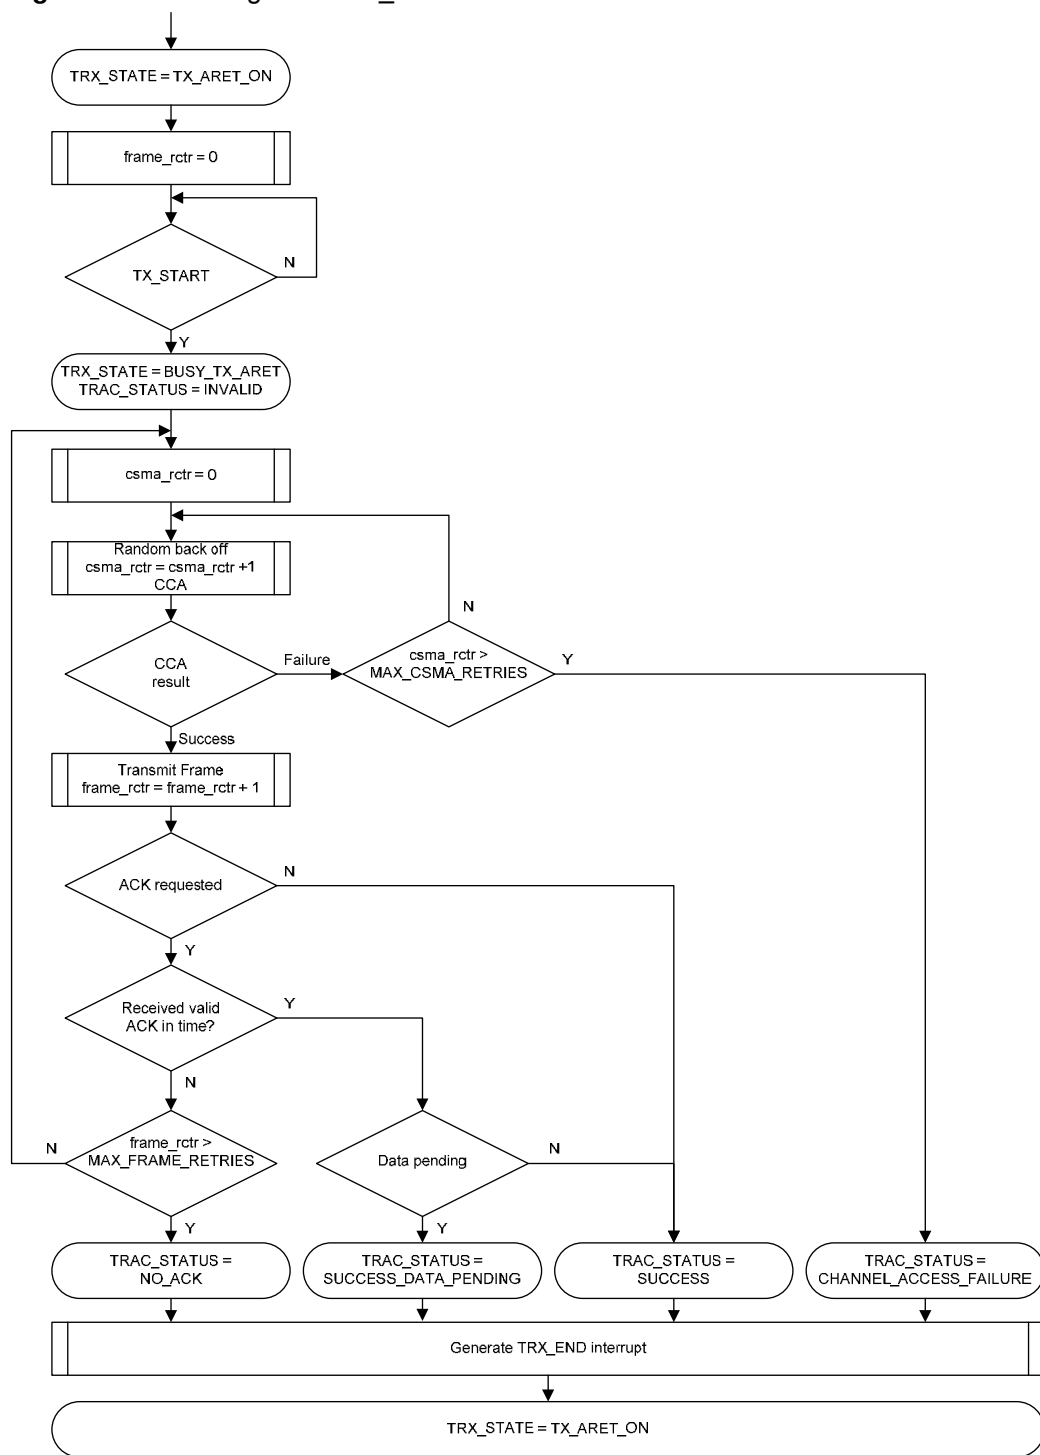 TRX_STATE = TX_ARET_ON
frame_rctr = 0
N
TX_START
Y
TRX_STATE = BUSY_TX_ARET
TRAC_STATUS = INVALID
csma_rctr = 0
Random back off
csma_rctr = csma_rctr +1
CCA
N
CCA
result
Failure
csma_rctr >
MAX_CSMA_RETRIES
Y
Success
Transmit Frame
frame_rctr = frame_rctr + 1
ACK requested
N
Y
Received valid
ACK in time?
Y
N
N
frame_rctr >
MAX_FRAME_RETRIES
Data pending
N
Y
Y
TRAC_STATUS =
NO_ACK
TRAC_STATUS =
SUCCESS_DATA_PENDING
TRAC_STATUS =
SUCCESS
TRAC_STATUS =
CHANNEL_ACCESS_FAILURE
Generate TRX_END interrupt
TRX_STATE = TX_ARET_ON